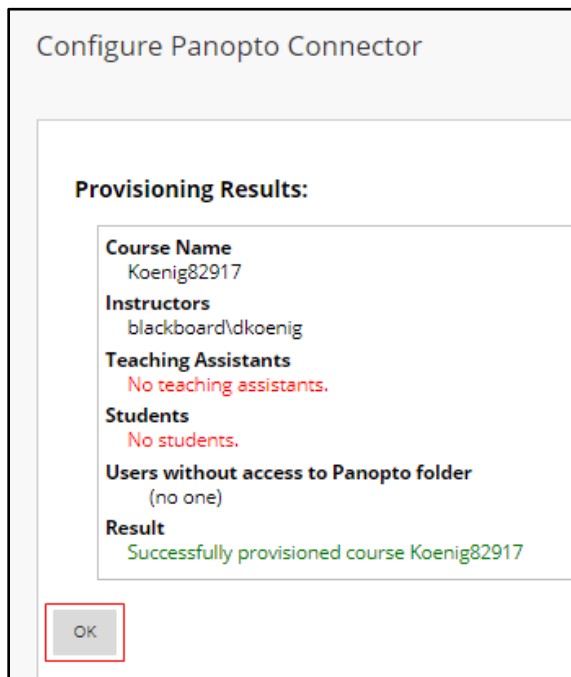 Configure Panopto Connector
Provisioning Results:
Course Name
Koenig82917
Instructors
blackboard\dkoenig
Teaching Assistants
No teaching assistants.
Students
No students.
Users without access to Panopto folder
(no one)
Result
Successfully provisioned course Koenig82917
OK